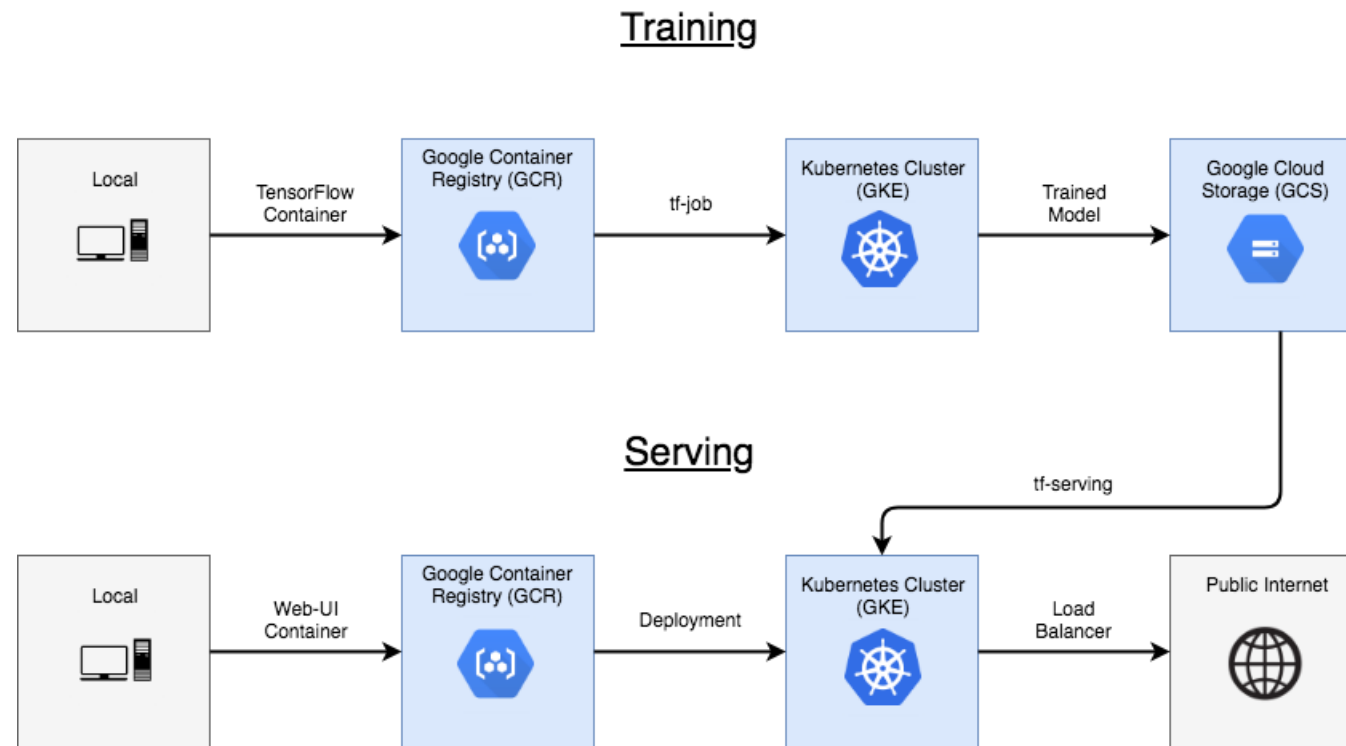 Training
Local
TensorFlow
Container
Google Container
Registry (GCR)
tf-job
Kubernetes Cluster
(GKE)
Trained
Model
Google Cloud
Storage (GCS)
Serving
tf-serving
Local
Web-UI
Container
Google Container
Registry (GCR)
Deployment
Kubernetes Cluster
(GKE)
Load
Balancer
Public Internet